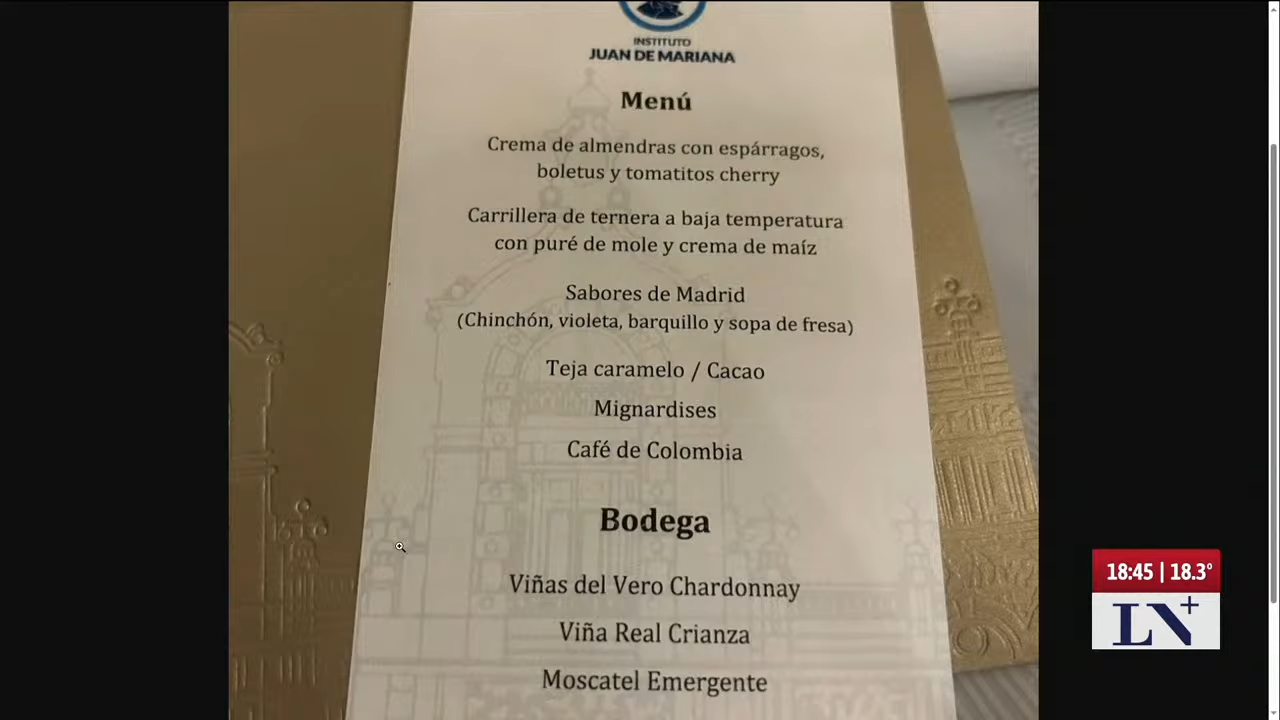 INSTITUTO
JUAN DE MARIANA
Menú
Crema de almendras con espárragos,
boletus y tomatitos cherry
Carrillera de ternera a baja temperatura
con puré de mole y crema de maíz
Sabores de Madrid
(Chinchón, violeta, barquillo y sopa de fresa)
Teja caramelo / Cacao
Mignardises
Café de Colombia
Bodega
Viñas del Vero Chardonnay
Viña Real Crianza
Moscatel Emergente
18:45 | 18.3°
LN+